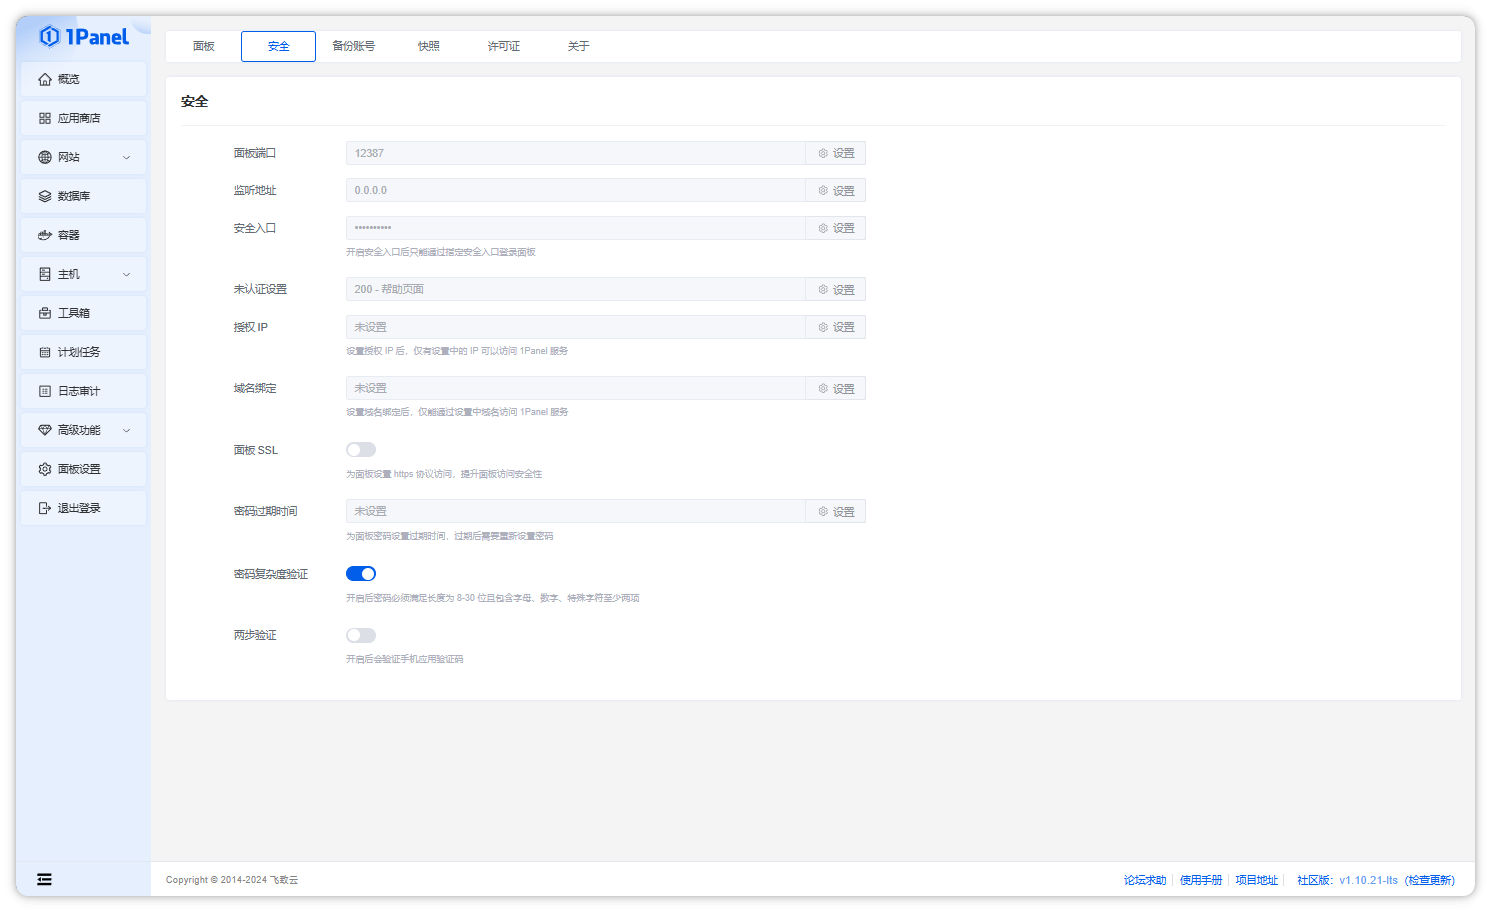 1Panel
概览
应用商店
网站
数据库
容器
主机
工具箱
计划任务
日志审计
高级功能
面板设置
退出登录
面板 安全 备份账号 快照 许可证 关于
安全
面板端口 12387 设置
监听地址 0.0.0.0 设置
安全入口 •••••••••• 设置
开启安全入口后只能通过指定安全入口登录面板
未认证设置 200 - 帮助页面 设置
授权 IP 未设置 设置
设置授权 IP 后，仅有设置中的 IP 可以访问 1Panel 服务
域名绑定 未设置 设置
设置域名绑定后，仅能通过设置中域名访问 1Panel 服务
面板 SSL
为面板设置 https 协议访问，提升面板访问安全性
密码过期时间 未设置 设置
为面板密码设置过期时间，过期后需要重新设置密码
密码复杂度验证
开启后密码必须满足长度为 8-30 位且包含字母、数字、特殊字符至少两项
两步验证
开启后会验证手机应用验证码
Copyright © 2014-2024 飞致云
论坛求助 使用手册 项目地址 社区版: v1.10.21-lts (检查更新)